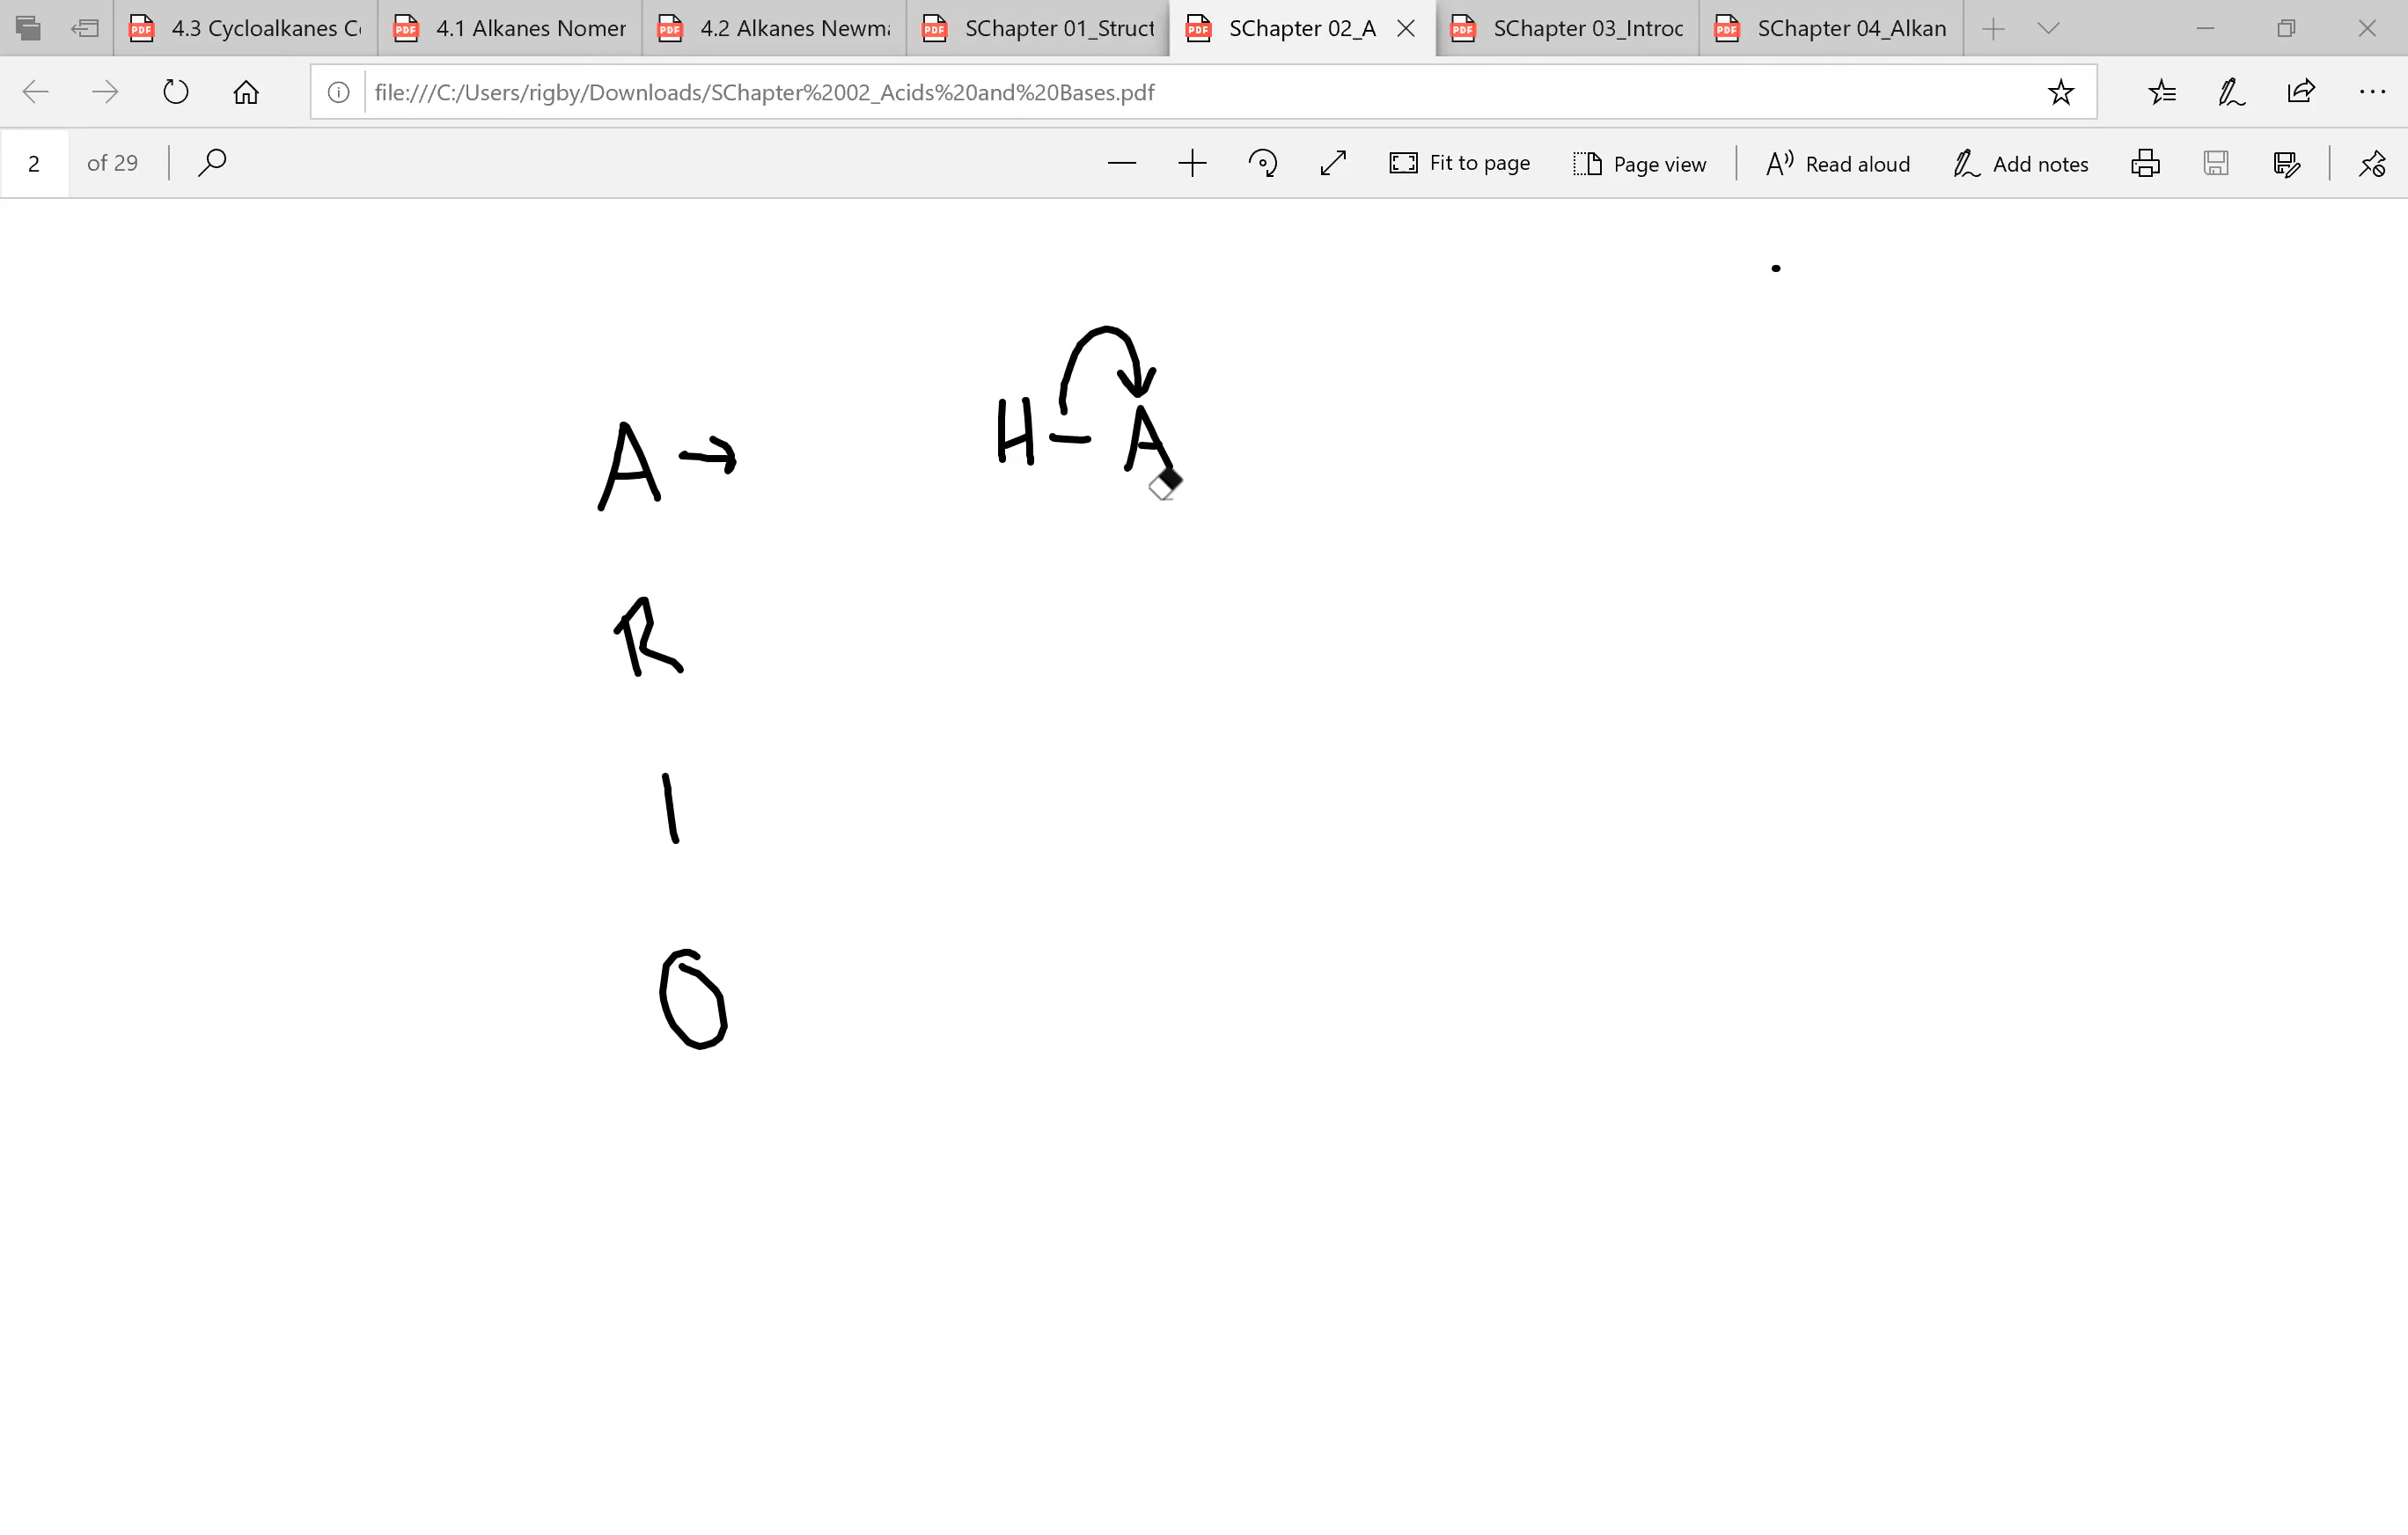 4.3 Cycloalkanes C
4.1 Alkanes Nomer
4.2 Alkanes Newm
SChapter 01_Struct
SChapter 02_A
SChapter 03_Introc
SChapter 04_Alkan
file:///C:/Users/rigby/Downloads/SChapter%2002_Acids%20and%20Bases.pdf
2 of 29
Fit to page
Page view
Read aloud
Add notes
A → H – A
R
I
O